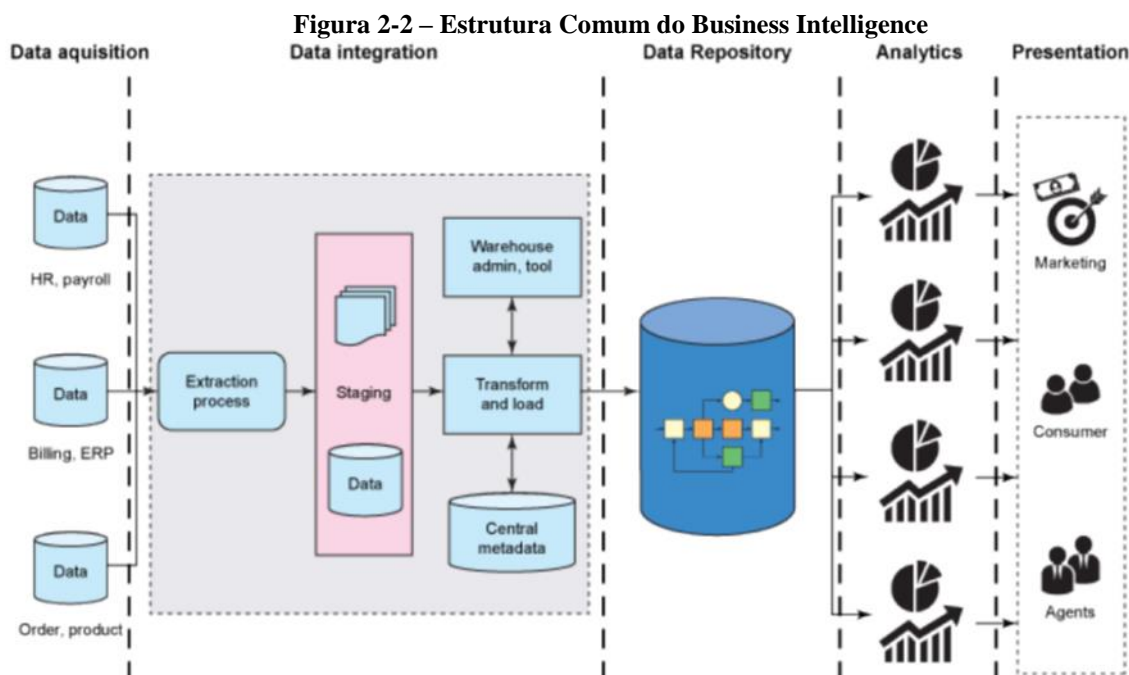 Figura 2-2 – Estrutura Comum do Business Intelligence
Data aquisition
Data integration
Data Repository
Analytics
Presentation
Data
HR, payroll
Data
Billing, ERP
Data
Order, product
Extraction
process
Staging
Data
Warehouse
admin, tool
Transform
and load
Central
metadata
Marketing
Consumer
Agents